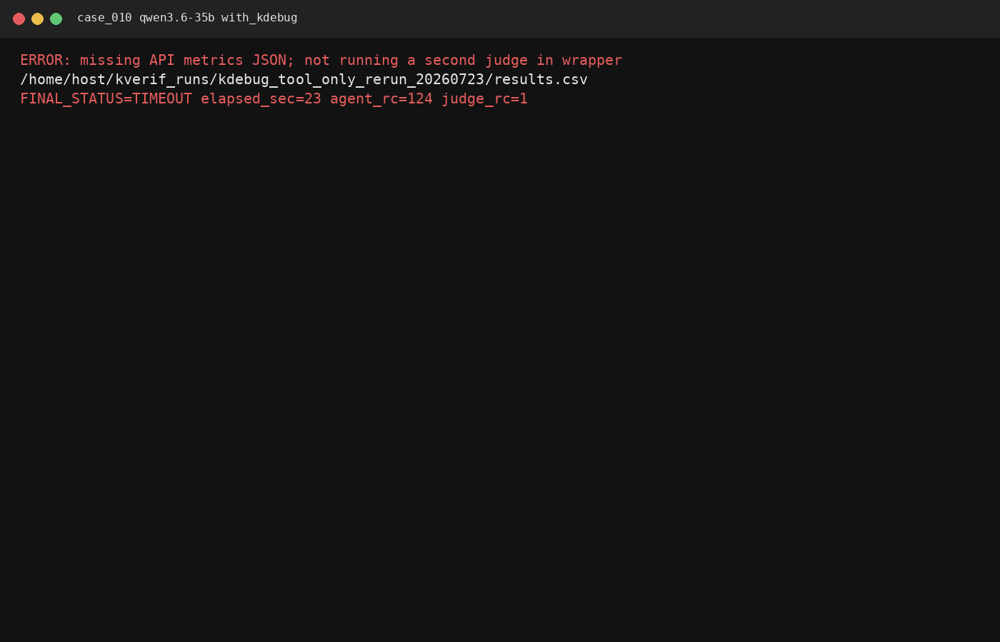 case_010 qwen3.6-35b with_kdebug
ERROR: missing API metrics JSON; not running a second judge in wrapper
/home/host/kverif_runs/kdebug_tool_only_rerun_20260723/results.csv
FINAL_STATUS=TIMEOUT elapsed_sec=23 agent_rc=124 judge_rc=1